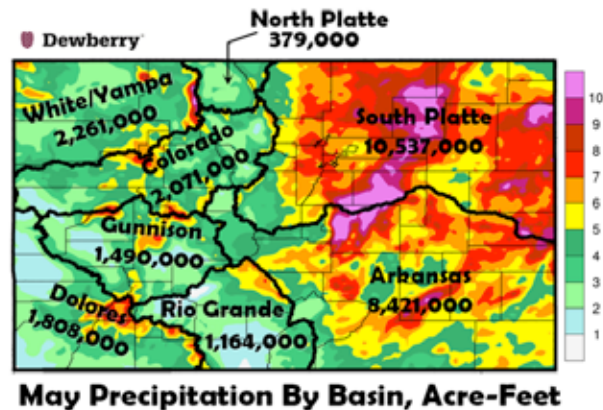 Dewberry
North Platte
379,000
White/Yampa
2,261,000
Colorado
2,071,000
South Platte
10,537,000
Gunnison
1,490,000
Arkansas
8,421,000
Dolores
1,808,000
Rio Grande
1,164,000
10
9
8
7
6
5
4
3
2
1
May Precipitation By Basin, Acre-Feet